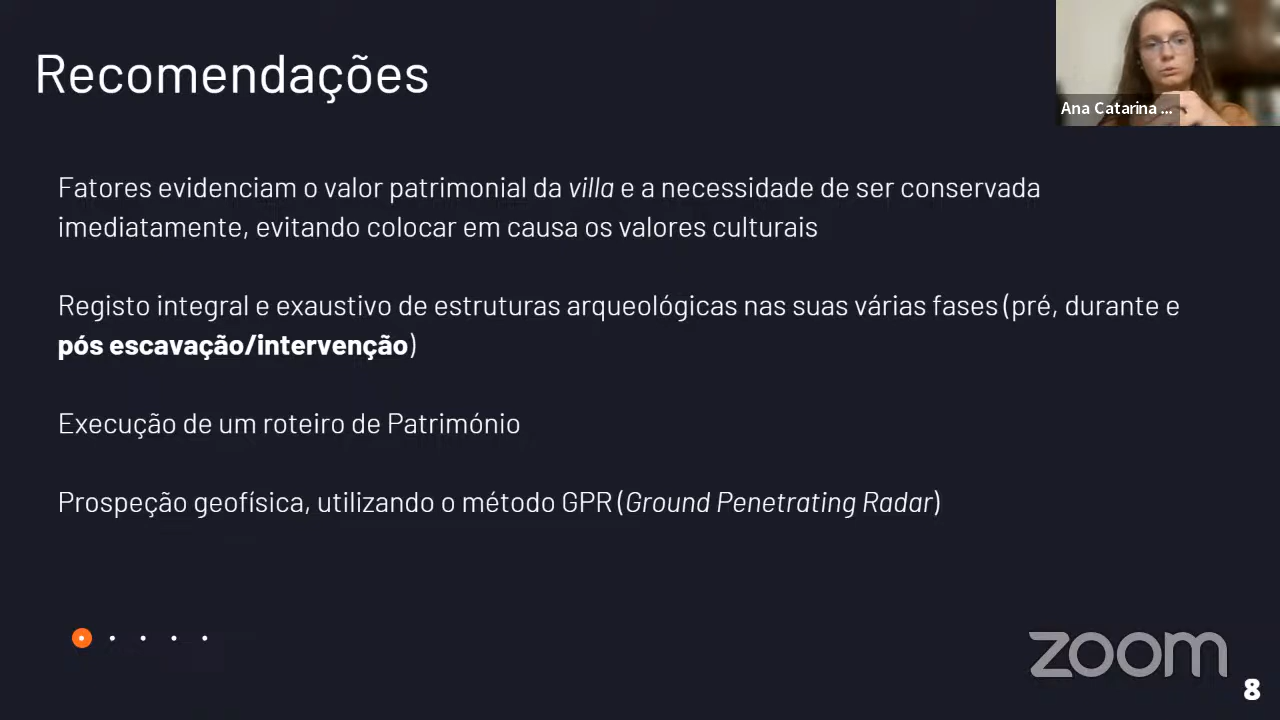 Recomendações
Ana Catarina ...
Fatores evidenciam o valor patrimonial da villa e a necessidade de ser conservada
imediatamente, evitando colocar em causa os valores culturais
Registo integral e exaustivo de estruturas arqueológicas nas suas várias fases (pré, durante e
pós escavação/intervenção)
Execução de um roteiro de Património
Prospeção geofísica, utilizando o método GPR (Ground Penetrating Radar)
zoom
8